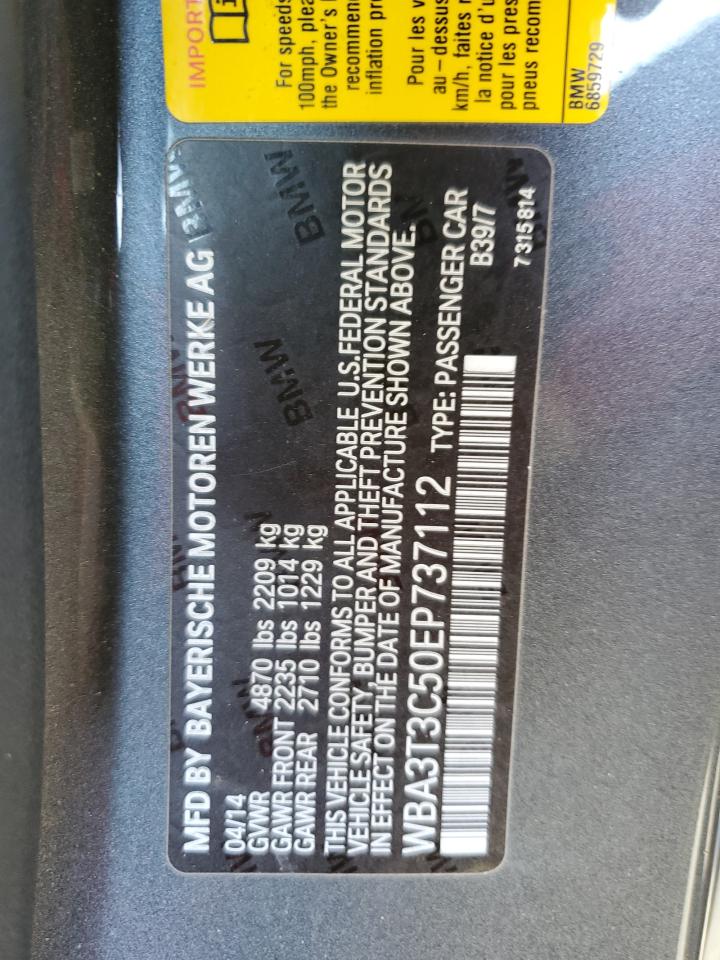 IMPORT
For speeds
100mph, plea
the Owner's
recommen
inflation pr
Pour les v
au-dessus
km/h, faites r
la notice d'u
pour les pres
pneus recom
BMW
6859729
MFD BY BAYERISCHE MOTOREN WERKE AG
04/14
GVWR 4870 lbs 2209 kg
GAWR FRONT 2235 lbs 1014 kg
GAWR REAR 2710 lbs 1229 kg
THIS VEHICLE CONFORMS TO ALL APPLICABLE U.S.FEDERAL MOTOR
VEHICLE SAFETY, BUMPER AND THEFT PREVENTION STANDARDS
IN EFFECT ON THE DATE OF MANUFACTURE SHOWN ABOVE.
WBA3T3C50EP737112 TYPE: PASSENGER CAR
B39/7
7315814
BMW
BMW
BMW